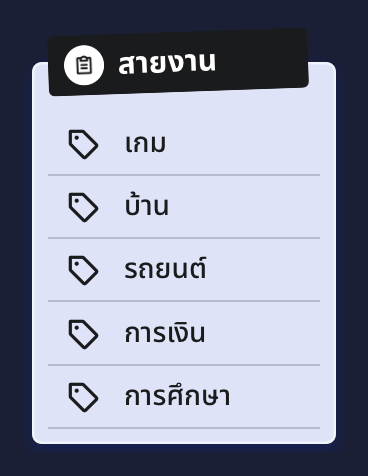 สายงาน
เกม
บ้าน
รถยนต์
การเงิน
การศึกษา